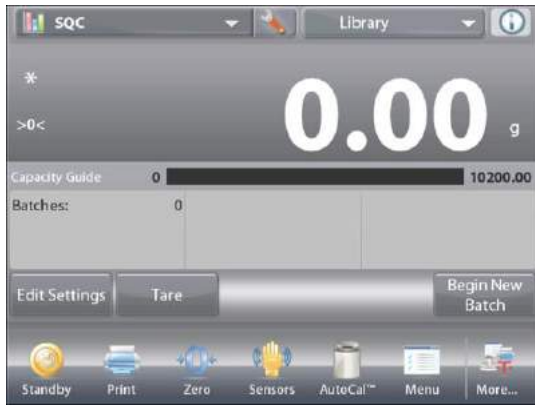 SQC
Library
*
>0<
0.00 g
Capacity Guide 0 10200.00
Batches: 0
Edit Settings Tare Begin New
Batch
Standby Print Zero Sensors AutoCal™ Menu More...